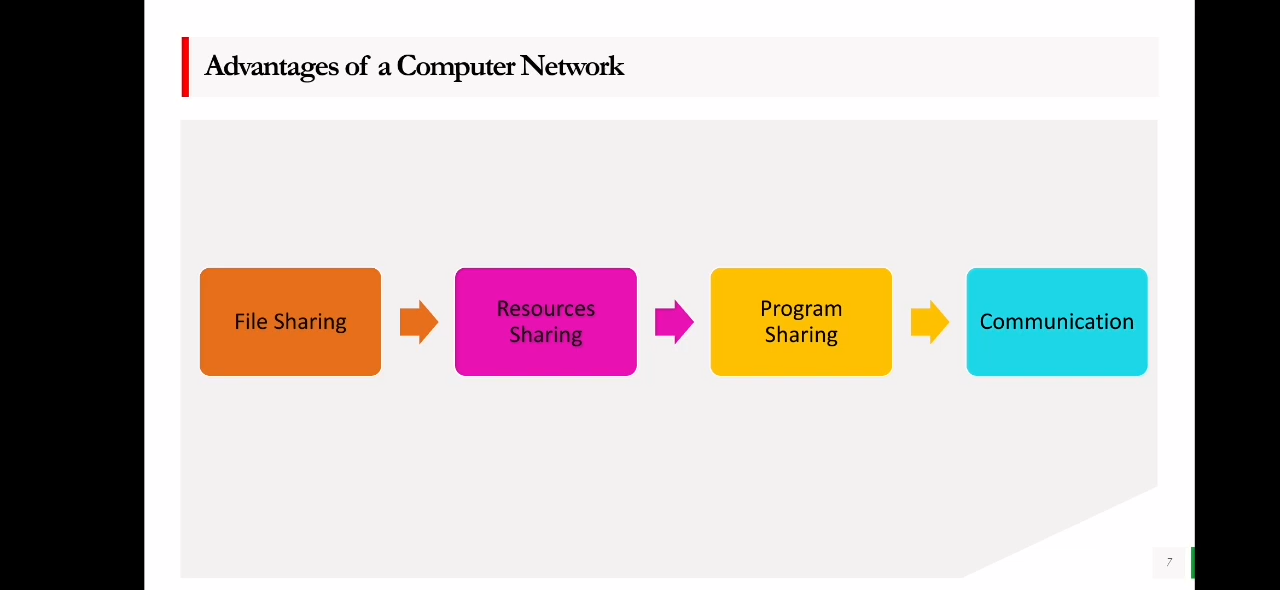 Advantages of a Computer Network
File Sharing
Resources
Sharing
Program
Sharing
Communication
7